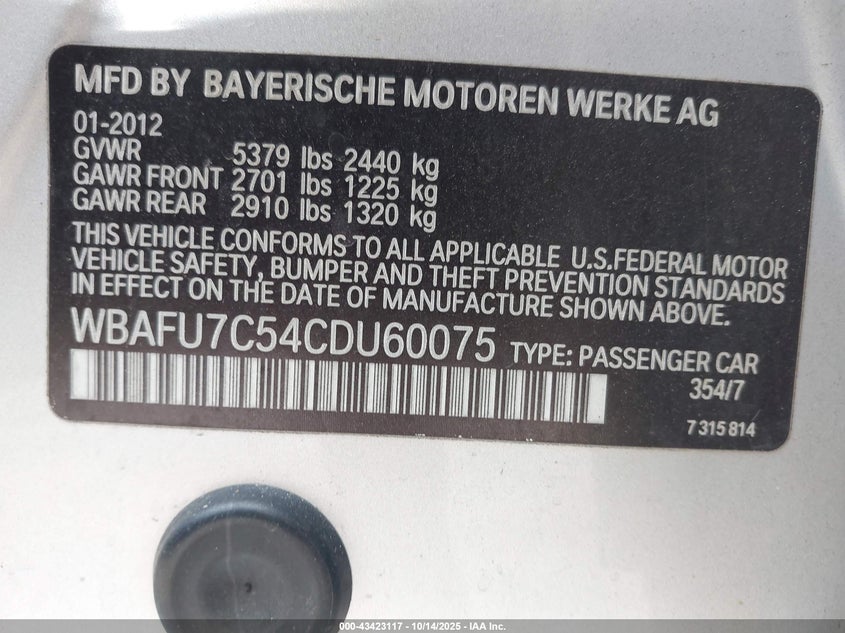 MFD BY BAYERISCHE MOTOREN WERKE AG
01-2012
GVWR 5379 lbs 2440 kg
GAWR FRONT 2701 lbs 1225 kg
GAWR REAR 2910 lbs 1320 kg
THIS VEHICLE CONFORMS TO ALL APPLICABLE U.S.FEDERAL MOTOR
VEHICLE SAFETY, BUMPER AND THEFT PREVENTION STANDARDS
IN EFFECT ON THE DATE OF MANUFACTURE SHOWN ABOVE.
WBAFU7C54CDU60075 TYPE: PASSENGER CAR
354/7
7 315 814
000-43423117 - 10/14/2025 - IAA Inc.